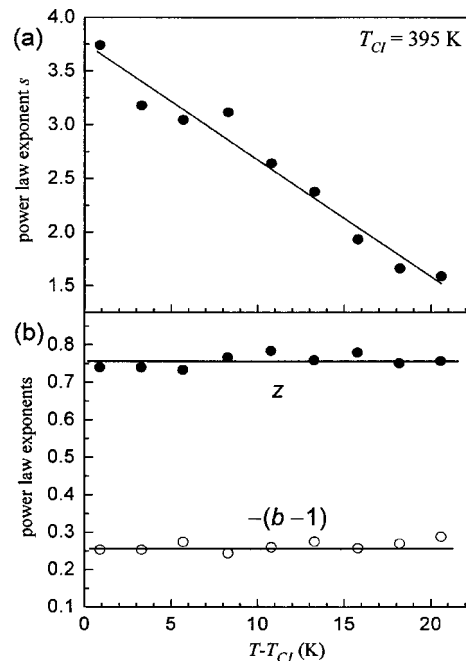 (a)
T_CI = 395 K
4.0
3.5
3.0
2.5
2.0
1.5
power law exponent s
(b)
0.8
0.7
0.6
0.5
0.4
0.3
0.2
0.1
power law exponents
z
−(b −1)
0 5 10 15 20
T-T_CI (K)